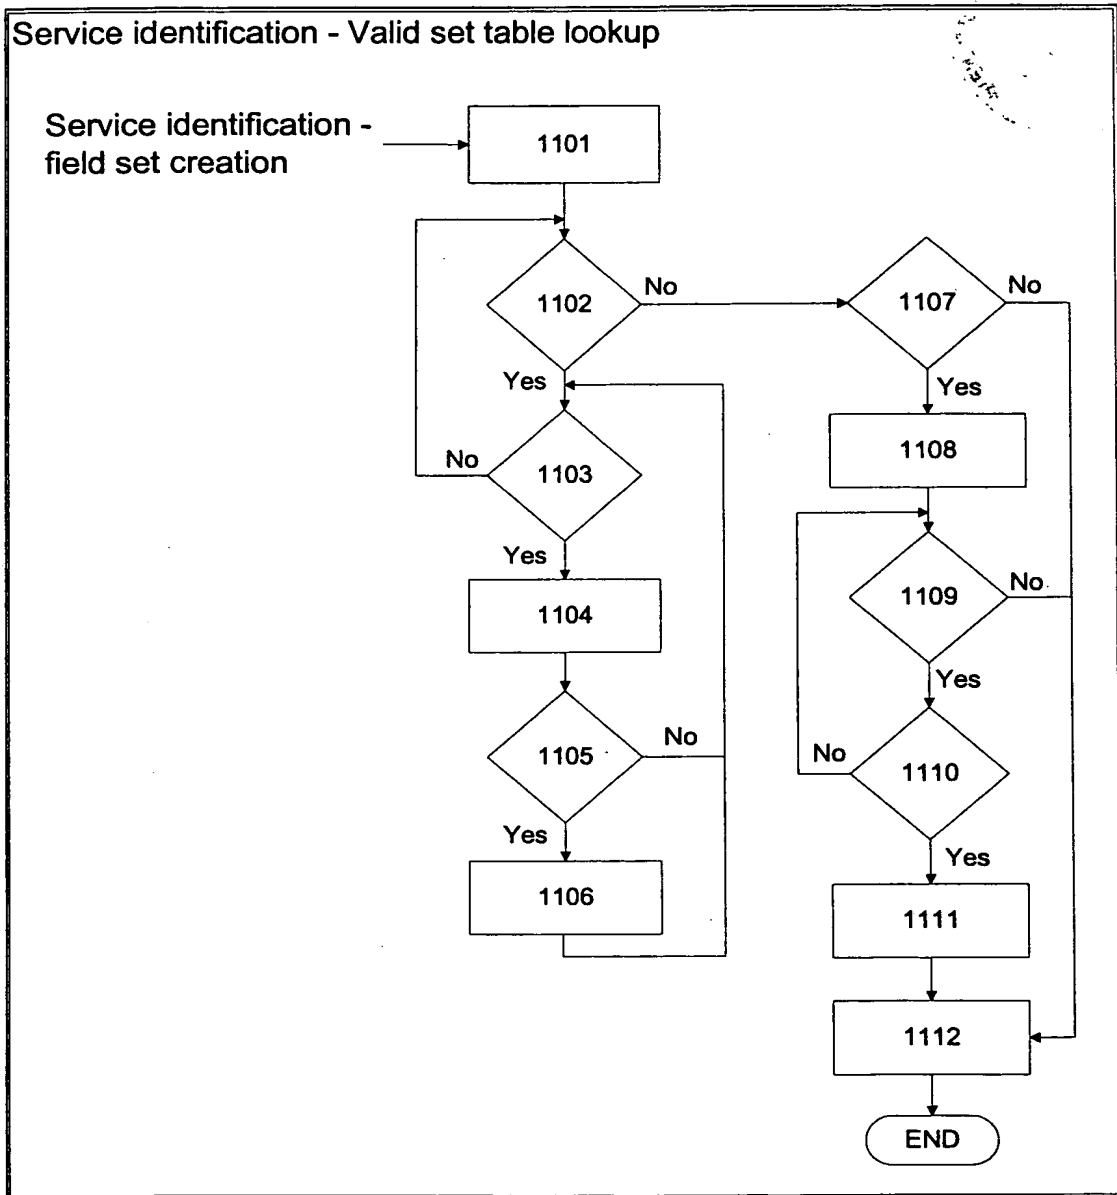 Service identification - Valid set table lookup
Service identification -
field set creation
1101
1102
No
1107
No
Yes
Yes
1103
No
1108
Yes
1104
1109
No
Yes
1105
No
1110
No
Yes
Yes
1106
1111
1112
END